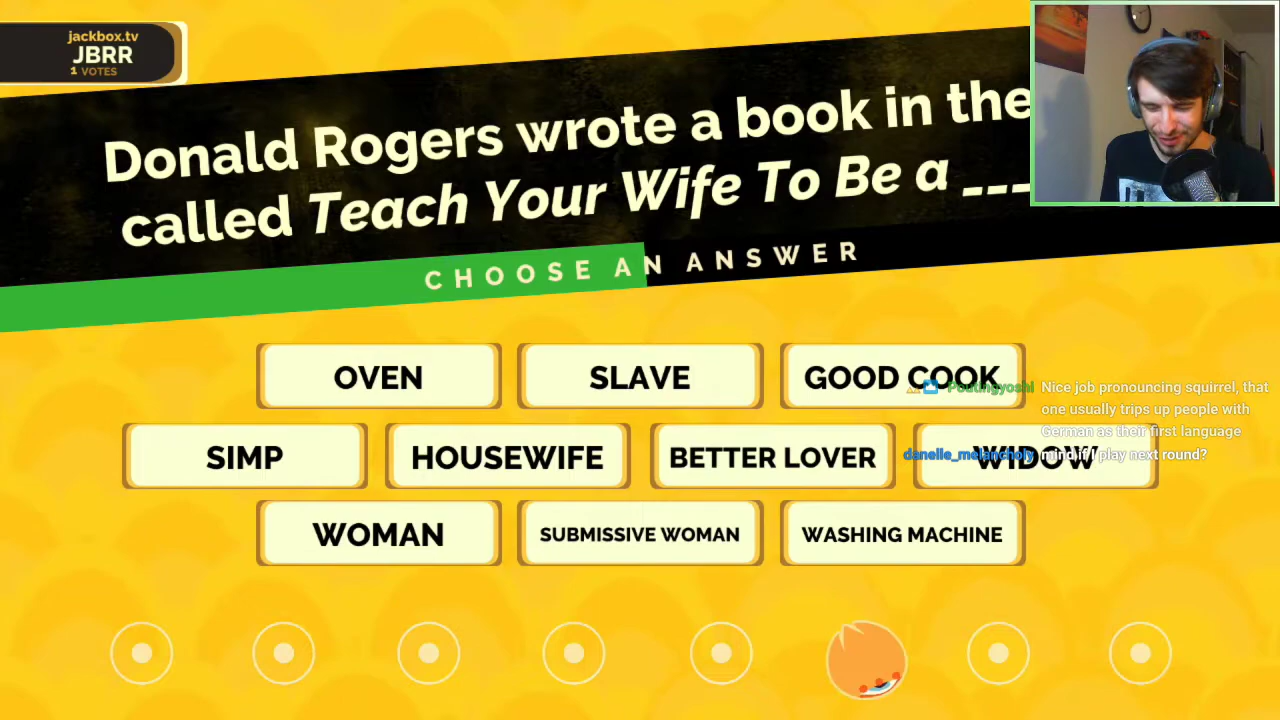 jackbox.tv
JBRR
1 VOTES
Donald Rogers wrote a book in the
called Teach Your Wife To Be a ___
CHOOSE AN ANSWER
OVEN
SLAVE
GOOD COOK
SIMP
HOUSEWIFE
BETTER LOVER
WIDOW
WOMAN
SUBMISSIVE WOMAN
WASHING MACHINE
Poutingyoshi Nice job pronouncing squirrel, that
one usually trips up people with
German as their first language
danelle_melancholy mind if I play next round?